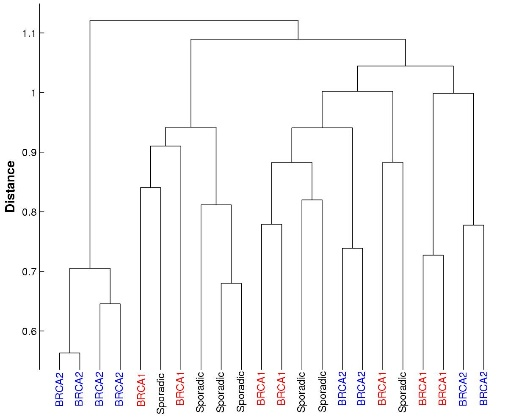 1.1
1
0.9
0.8
0.7
0.6
Distance
BRCA2
BRCA2
BRCA2
BRCA2
BRCA1
Sporadic
BRCA1
Sporadic
Sporadic
Sporadic
BRCA1
BRCA1
Sporadic
Sporadic
BRCA2
BRCA2
BRCA1
Sporadic
BRCA1
BRCA1
BRCA2
BRCA2